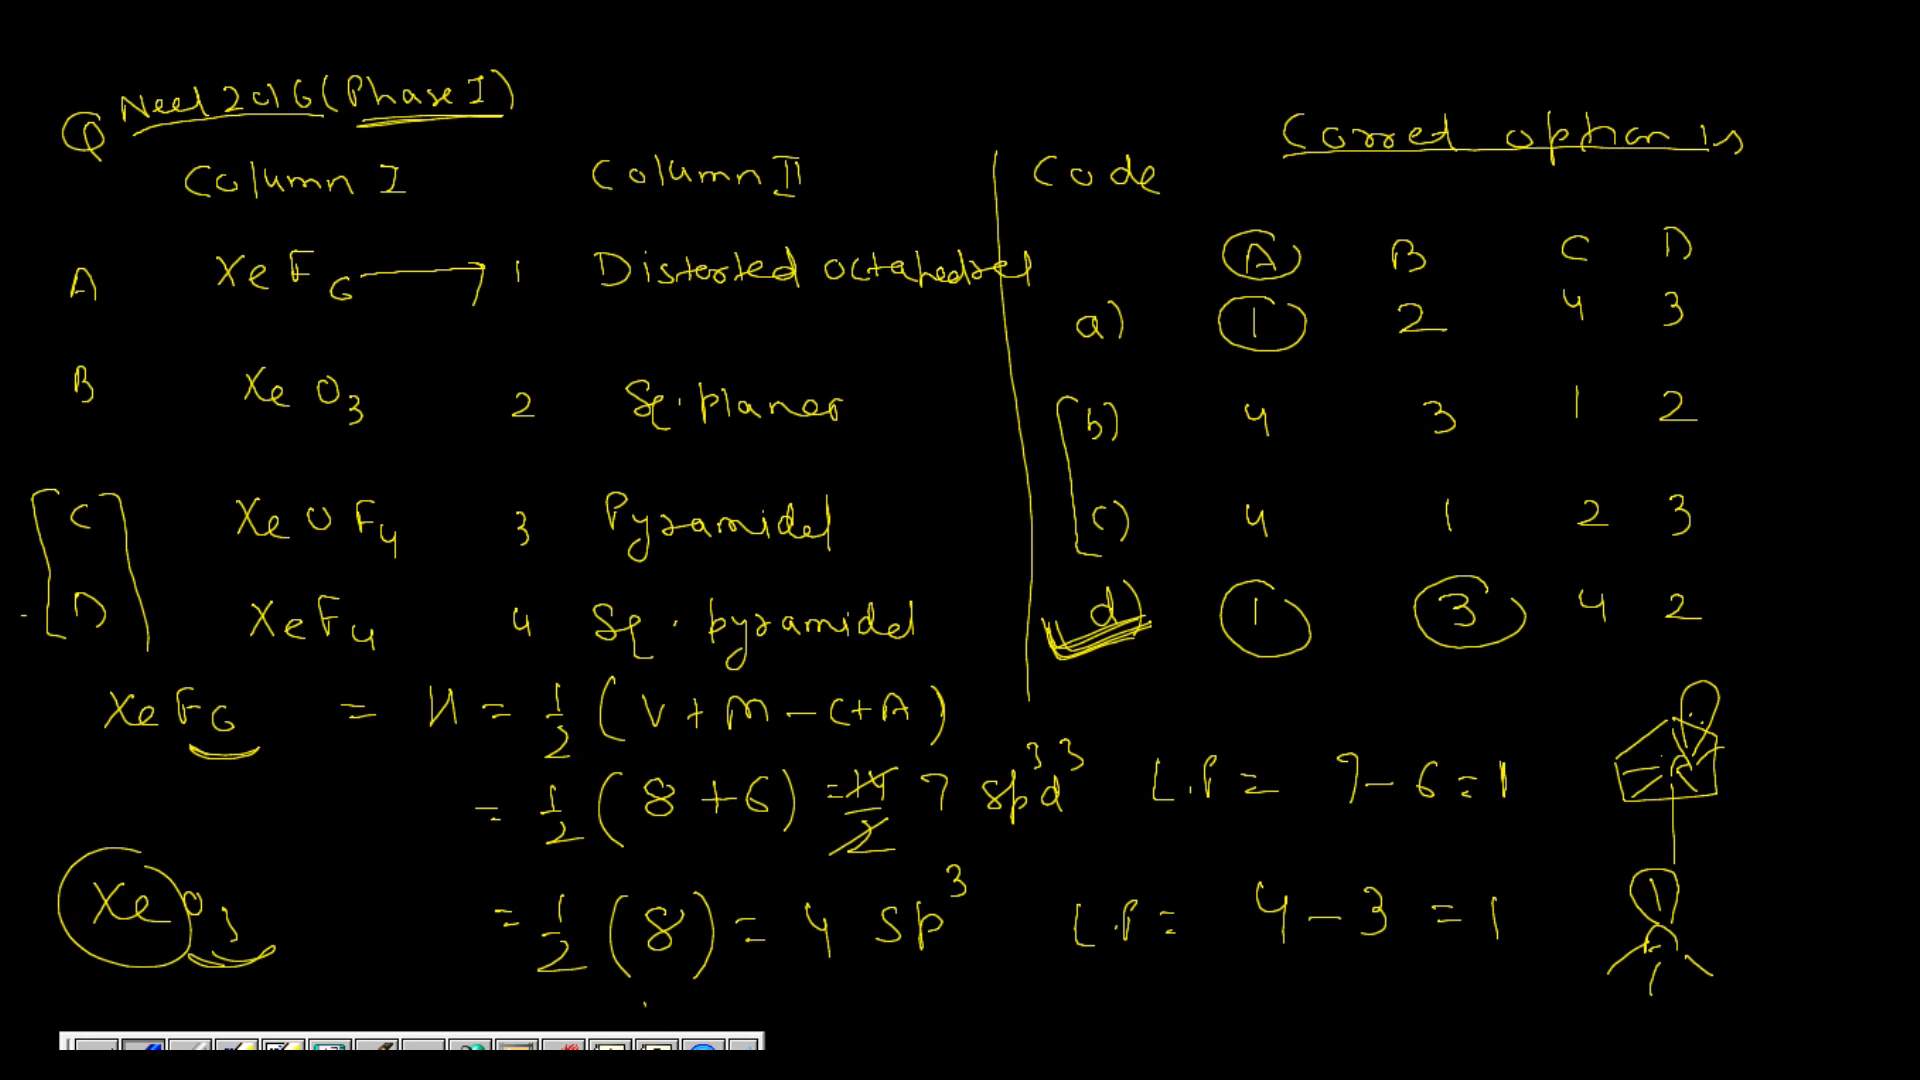 Q Neet 2016 (Phase I)
Correct option is
Column I Column II Code
A B C D
A XeF6 → 1 Distorted octahedral
a) 1 2 4 3
B XeO3 2 Sq. planar
b) 4 3 1 2
C XeOF4 3 Pyramidal
c) 4 1 2 3
D XeF4 4 Sq. pyramidal
d) 1 3 4 2
XeF6 = H = 1/2 (V + M - C + A)
= 1/2 (8 + 6) = 14/2 7 sp3d3 L.P = 7 - 6 = 1
XeO3 = 1/2 (8) = 4 sp3 L.P = 4 - 3 = 1